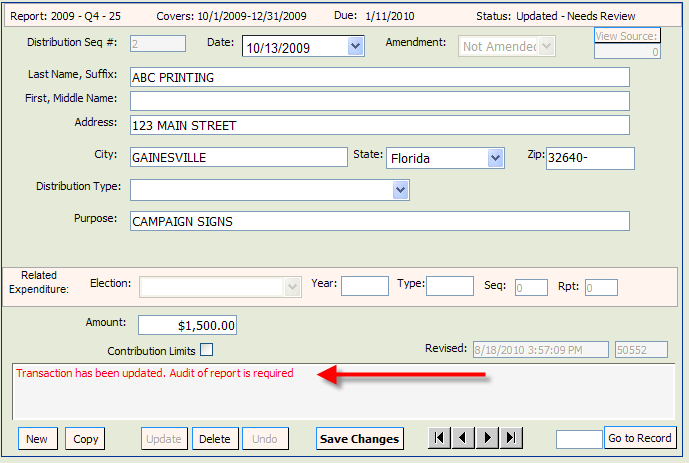 Report: 2009 - Q4 - 25 Covers: 10/1/2009-12/31/2009 Due: 1/11/2010 Status: Updated - Needs Review
Distribution Seq #: 2 Date: 10/13/2009 Amendment: Not Amended View Source: 0
Last Name, Suffix: ABC PRINTING
First, Middle Name:
Address: 123 MAIN STREET
City: GAINESVILLE State: Florida Zip: 32640-
Distribution Type:
Purpose: CAMPAIGN SIGNS
Related Expenditure: Election: Year: Type: Seq: 0 Rpt: 0
Amount: $1,500.00
Contribution Limits Revised: 8/18/2010 3:57:09 PM 50552
Transaction has been updated. Audit of report is required
New Copy Update Delete Undo Save Changes Go to Record